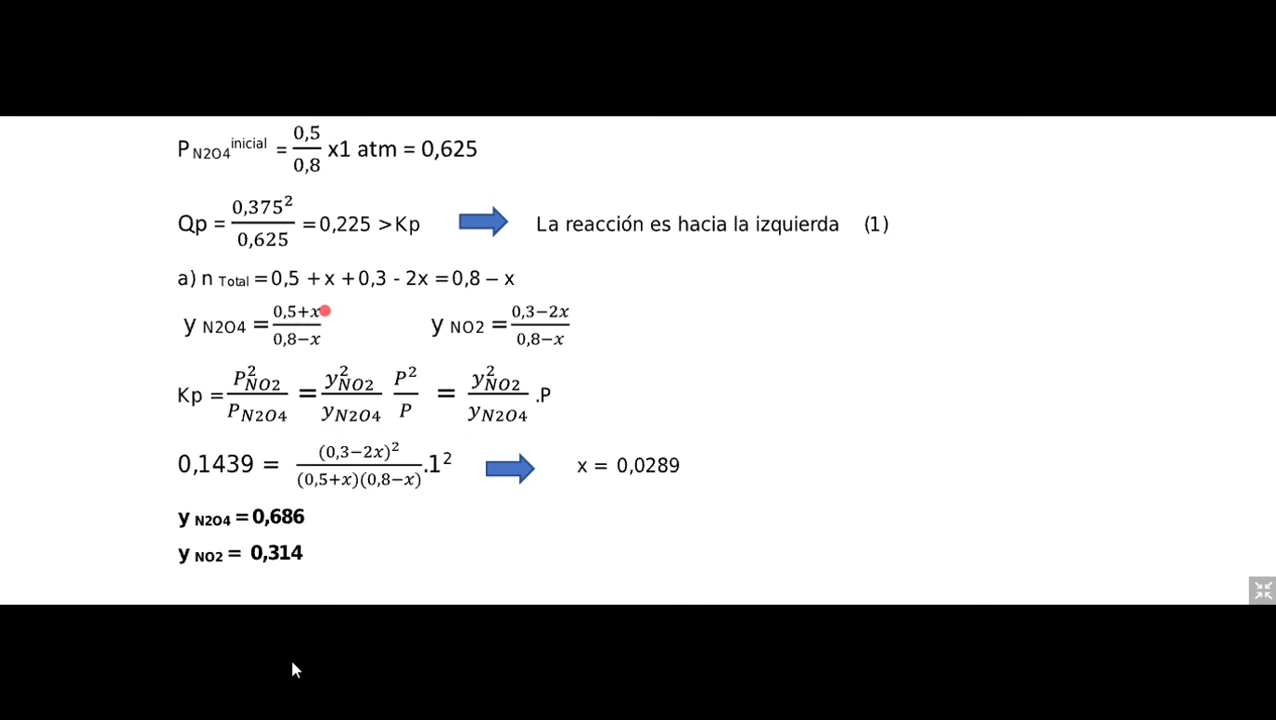 P N2O4 inicial = 0,5/0,8 x1 atm = 0,625
Qp = 0,375²/0,625 = 0,225 > Kp La reacción es hacia la izquierda (1)
a) n Total = 0,5 + x + 0,3 - 2x = 0,8 – x
y N2O4 = 0,5+x/0,8−x y NO2 = 0,3−2x/0,8−x
Kp = P²NO2/PN2O4 = y²NO2/yN2O4 P²/P = y²NO2/yN2O4 .P
0,1439 = (0,3−2x)²/(0,5+x)(0,8−x) .1² x = 0,0289
y N2O4 = 0,686
y NO2 = 0,314